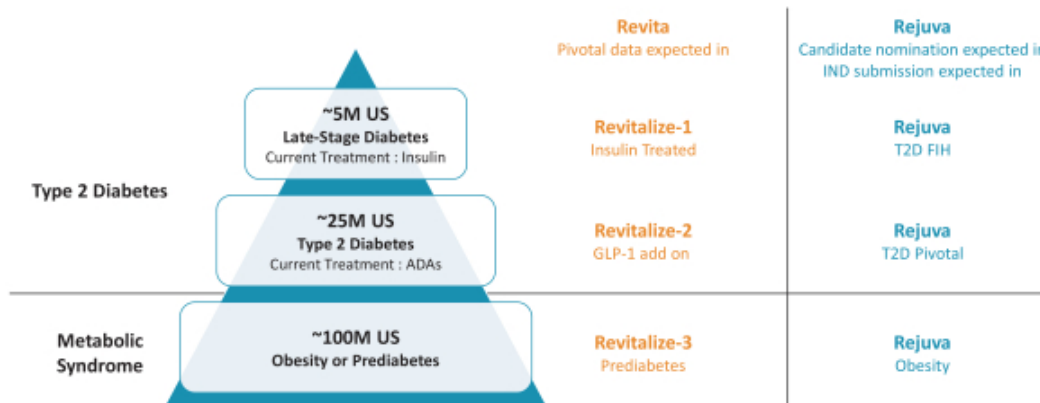 Revita
Pivotal data expected in
Rejuva
Candidate nomination expected in
IND submission expected in
Type 2 Diabetes
~5M US
Late-Stage Diabetes
Current Treatment : Insulin
Revitalize-1
Insulin Treated
Rejuva
T2D FIH
~25M US
Type 2 Diabetes
Current Treatment : ADAs
Revitalize-2
GLP-1 add on
Rejuva
T2D Pivotal
Metabolic
Syndrome
~100M US
Obesity or Prediabetes
Revitalize-3
Prediabetes
Rejuva
Obesity